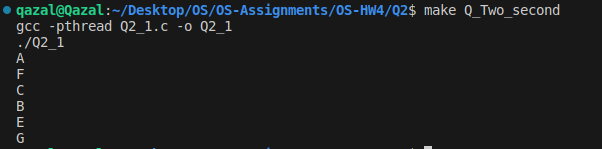 qazal@Qazal:~/Desktop/OS/OS-Assignments/OS-HW4/Q2$ make Q_Two_second
gcc -pthread Q2_1.c -o Q2_1
./Q2_1
A
F
C
B
E
G